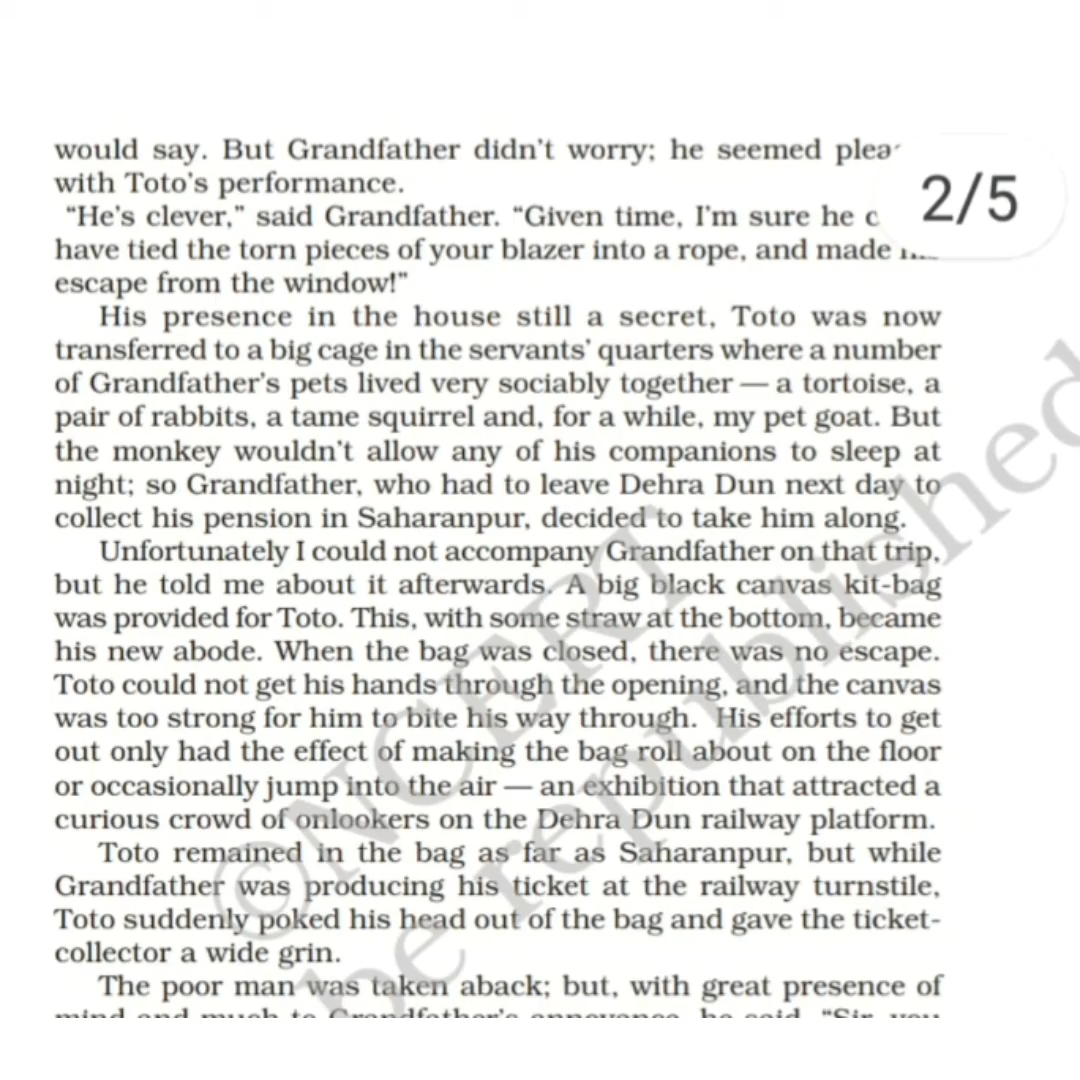 would say. But Grandfather didn't worry; he seemed
with Toto's performance.
2/5
"He's clever," said Grandfather. "Given time, I'm sure he
have tied the torn pieces of your blazer into a rope, and made
escape from the window!"
His presence in the house still a secret, Toto was now
transferred to a big cage in the servants' quarters where a number
of Grandfather's pets lived very sociably together — a tortoise, a
pair of rabbits, a tame squirrel and, for a while, my pet goat. But
the monkey wouldn't allow any of his companions to sleep at
night; so Grandfather, who had to leave Dehra Dun next day to
collect his pension in Saharanpur, decided to take him along.
Unfortunately I could not accompany Grandfather on that trip,
but he told me about it afterwards. A big black canvas kit-bag
was provided for Toto. This, with some straw at the bottom, became
his new abode. When the bag was closed, there was no escape.
Toto could not get his hands through the opening, and the canvas
was too strong for him to bite his way through. His efforts to get
out only had the effect of making the bag roll about on the floor
or occasionally jump into the air — an exhibition that attracted a
curious crowd of onlookers on the Dehra Dun railway platform.
Toto remained in the bag as far as Saharanpur, but while
Grandfather was producing his ticket at the railway turnstile,
Toto suddenly poked his head out of the bag and gave the ticket-
collector a wide grin.
The poor man was taken aback; but, with great presence of
mind and much to Grandfather's annoyance, he said, "Sir, you
©NCERT
be republished